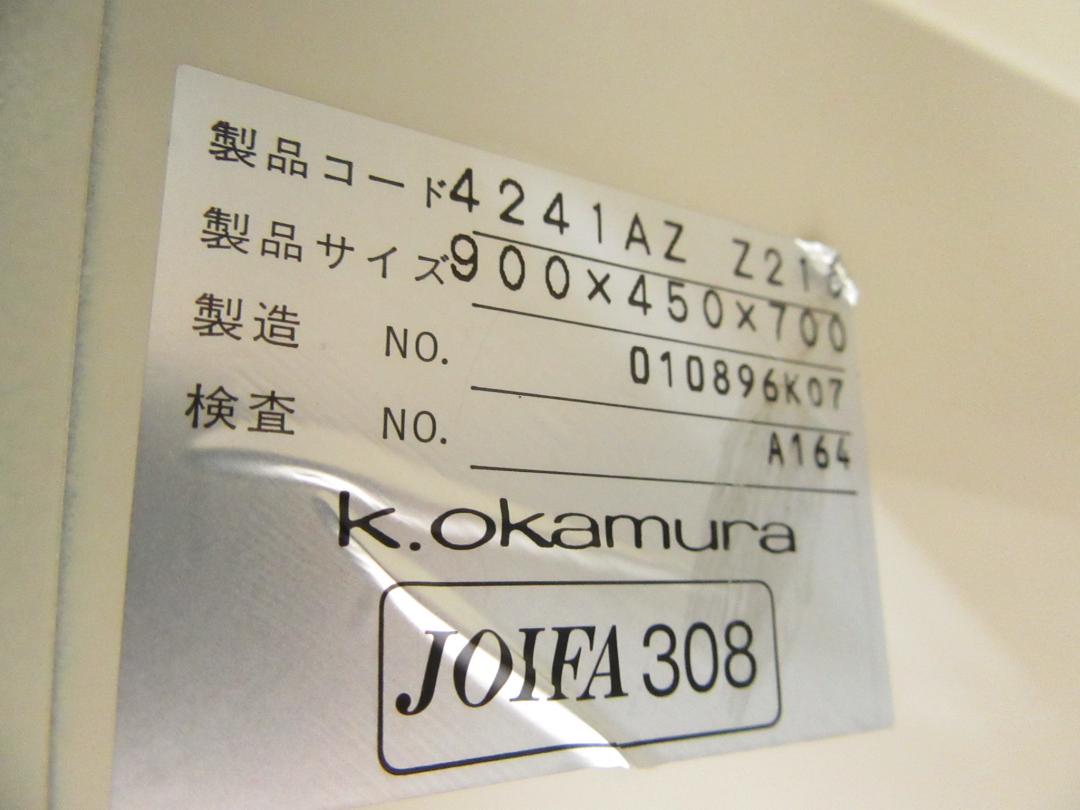 製品コード 4241AZ Z216
製品サイズ 900×450×700
製造 NO. 010896K07
検査 NO. A164
k.okamura
JOIFA 308